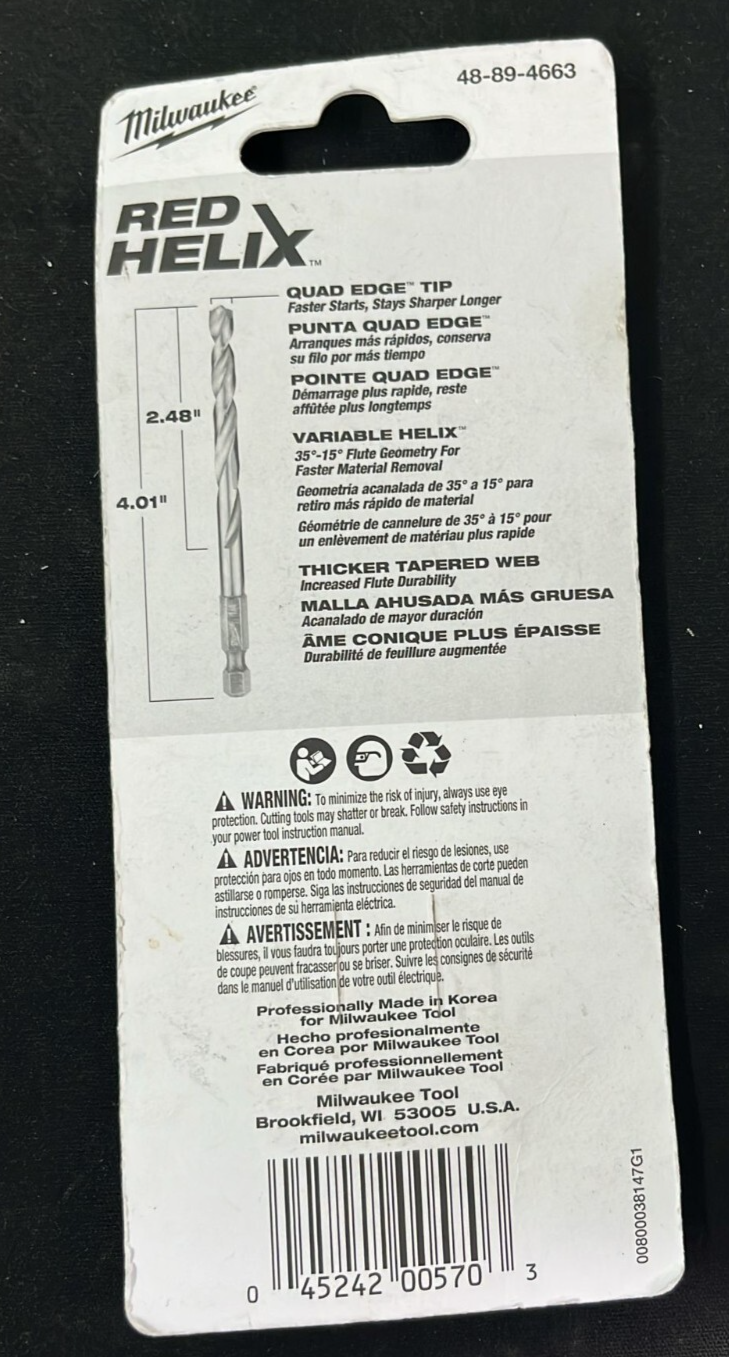 Milwaukee
48-89-4663
RED
HELIX™
QUAD EDGE™ TIP
Faster Starts, Stays Sharper Longer
PUNTA QUAD EDGE™
Arranques más rápidos, conserva
su filo por más tiempo
POINTE QUAD EDGE™
Démarrage plus rapide, reste
affûtée plus longtemps
2.48"
VARIABLE HELIX™
35°-15° Flute Geometry For
Faster Material Removal
4.01"
Geometría acanalada de 35° a 15° para
retiro más rápido de material
Géométrie de cannelure de 35° à 15° pour
un enlèvement de matériau plus rapide
THICKER TAPERED WEB
Increased Flute Durability
MALLA AHUSADA MÁS GRUESA
Acanalado de mayor duración
ÂME CONIQUE PLUS ÉPAISSE
Durabilité de feuillure augmentée
WARNING: To minimize the risk of injury, always use eye
protection. Cutting tools may shatter or break. Follow safety instructions in
your power tool instruction manual.
ADVERTENCIA: Para reducir el riesgo de lesiones, use
protección para ojos en todo momento. Las herramientas de corte pueden
astillarse o romperse. Siga las instrucciones de seguridad del manual de
instrucciones de su herramienta eléctrica.
AVERTISSEMENT : Afin de minimiser le risque de
blessures, il vous faudra toujours porter une protection oculaire. Les outils
de coupe peuvent fracasser ou se briser. Suivre les consignes de sécurité
dans le manuel d'utilisation de votre outil électrique.
Professionally Made in Korea
for Milwaukee Tool
Hecho profesionalmente
en Corea por Milwaukee Tool
Fabriqué professionnellement
en Corée par Milwaukee Tool
Milwaukee Tool
Brookfield, WI 53005 U.S.A.
milwaukeetool.com
00800038147G1
0 45242 00570 3